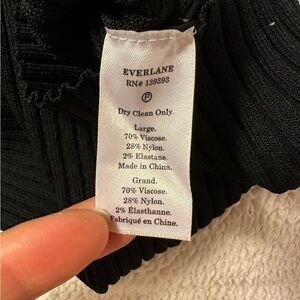 EVERLANE
RN# 139393
P
Dry Clean Only.
Large.
70% Viscose.
28% Nylon.
2% Elastane.
Made in China.
Grand.
70% Viscose.
28% Nylon.
2% Élasthanne.
Fabriqué en Chine.